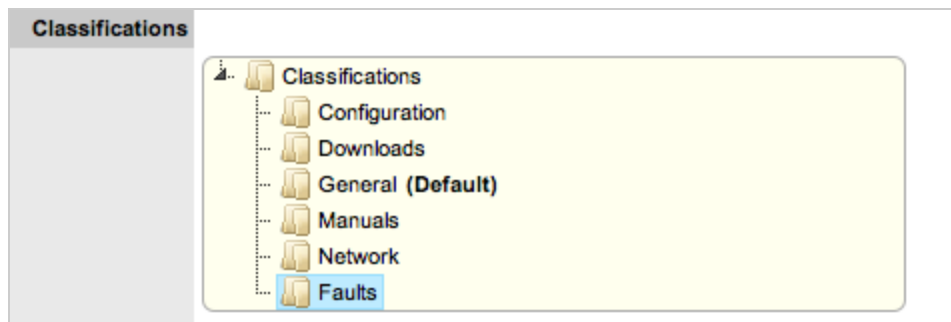 Classifications
Classifications
Configuration
Downloads
General (Default)
Manuals
Network
Faults